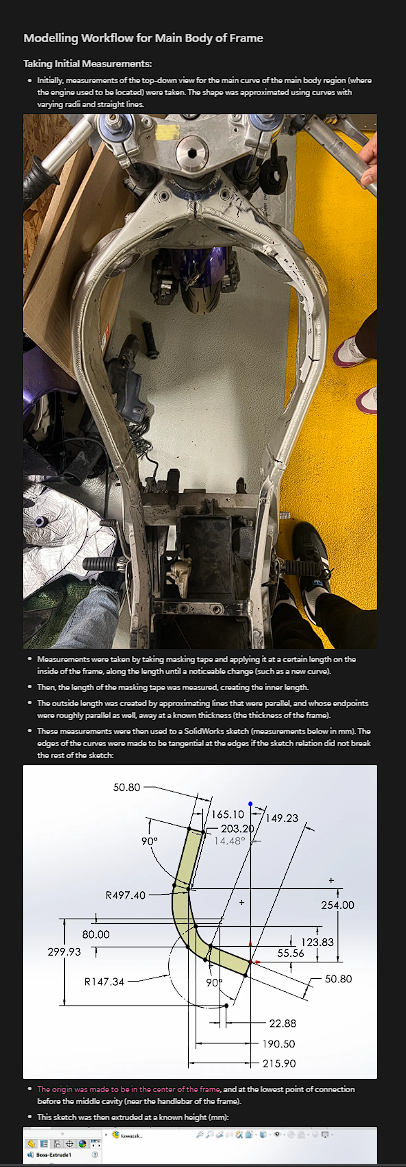 Modelling Workflow for Main Body of Frame
Taking Initial Measurements:
• Initially, measurements of the top-down view for the main curve of the main body region (where
the engine used to be located) were taken. The shape was approximated using curves with
varying radii and straight lines.
• Measurements were taken by taking masking tape and applying it at a certain length on the
inside of the frame, along the length until a noticeable change (such as a new curve).
• Then, the length of the masking tape was measured, creating the inner length.
• The outside length was created by approximating lines that were parallel, and whose endpoints
were roughly parallel as well, away at a known thickness (the thickness of the frame).
• These measurements were then used to a SolidWorks sketch (measurements below in mm). The
edges of the curves were made to be tangential at the edges if the sketch relation did not break
the rest of the sketch:
50.80
165.10
149.23
203.20
90°
14.48°
R497.40
254.00
80.00
123.83
299.93
55.56
R147.34
90°
50.80
22.88
190.50
215.90
• The origin was made to be in the center of the frame, and at the lowest point of connection
before the middle cavity (near the handlebar of the frame).
• This sketch was then extruded at a known height (mm):
Boss-Extrude1